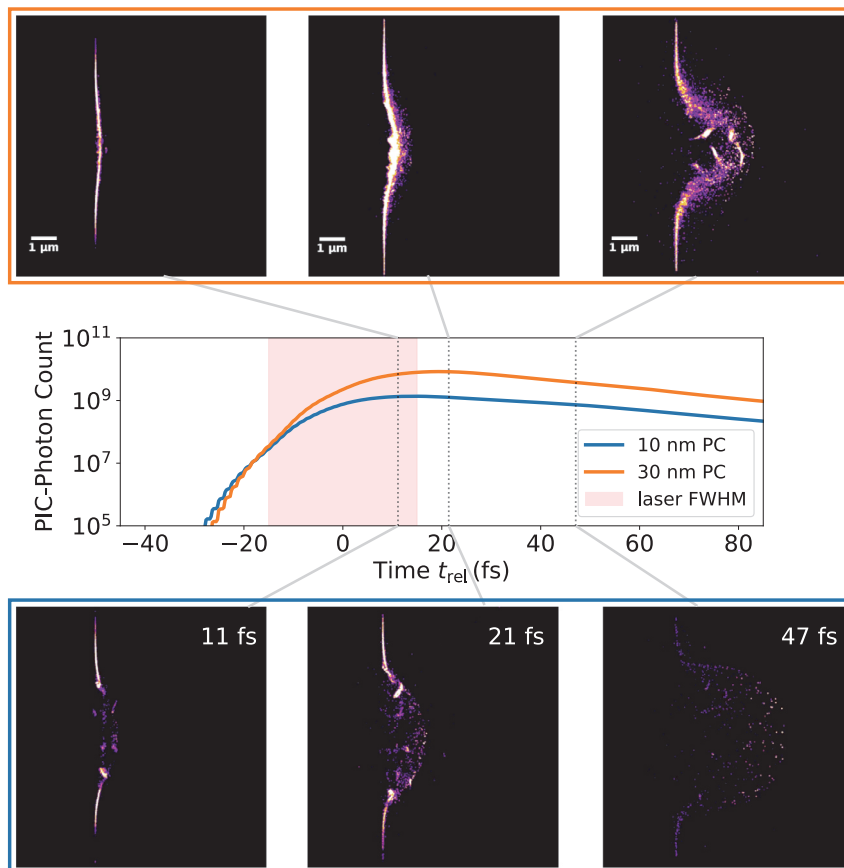 1 μm
1 μm
1 μm
PIC-Photon Count
10¹¹
10⁹
10⁷
10⁵
10 nm PC
30 nm PC
laser FWHM
−40
−20
0
20
40
60
80
Time t_rel (fs)
11 fs
21 fs
47 fs